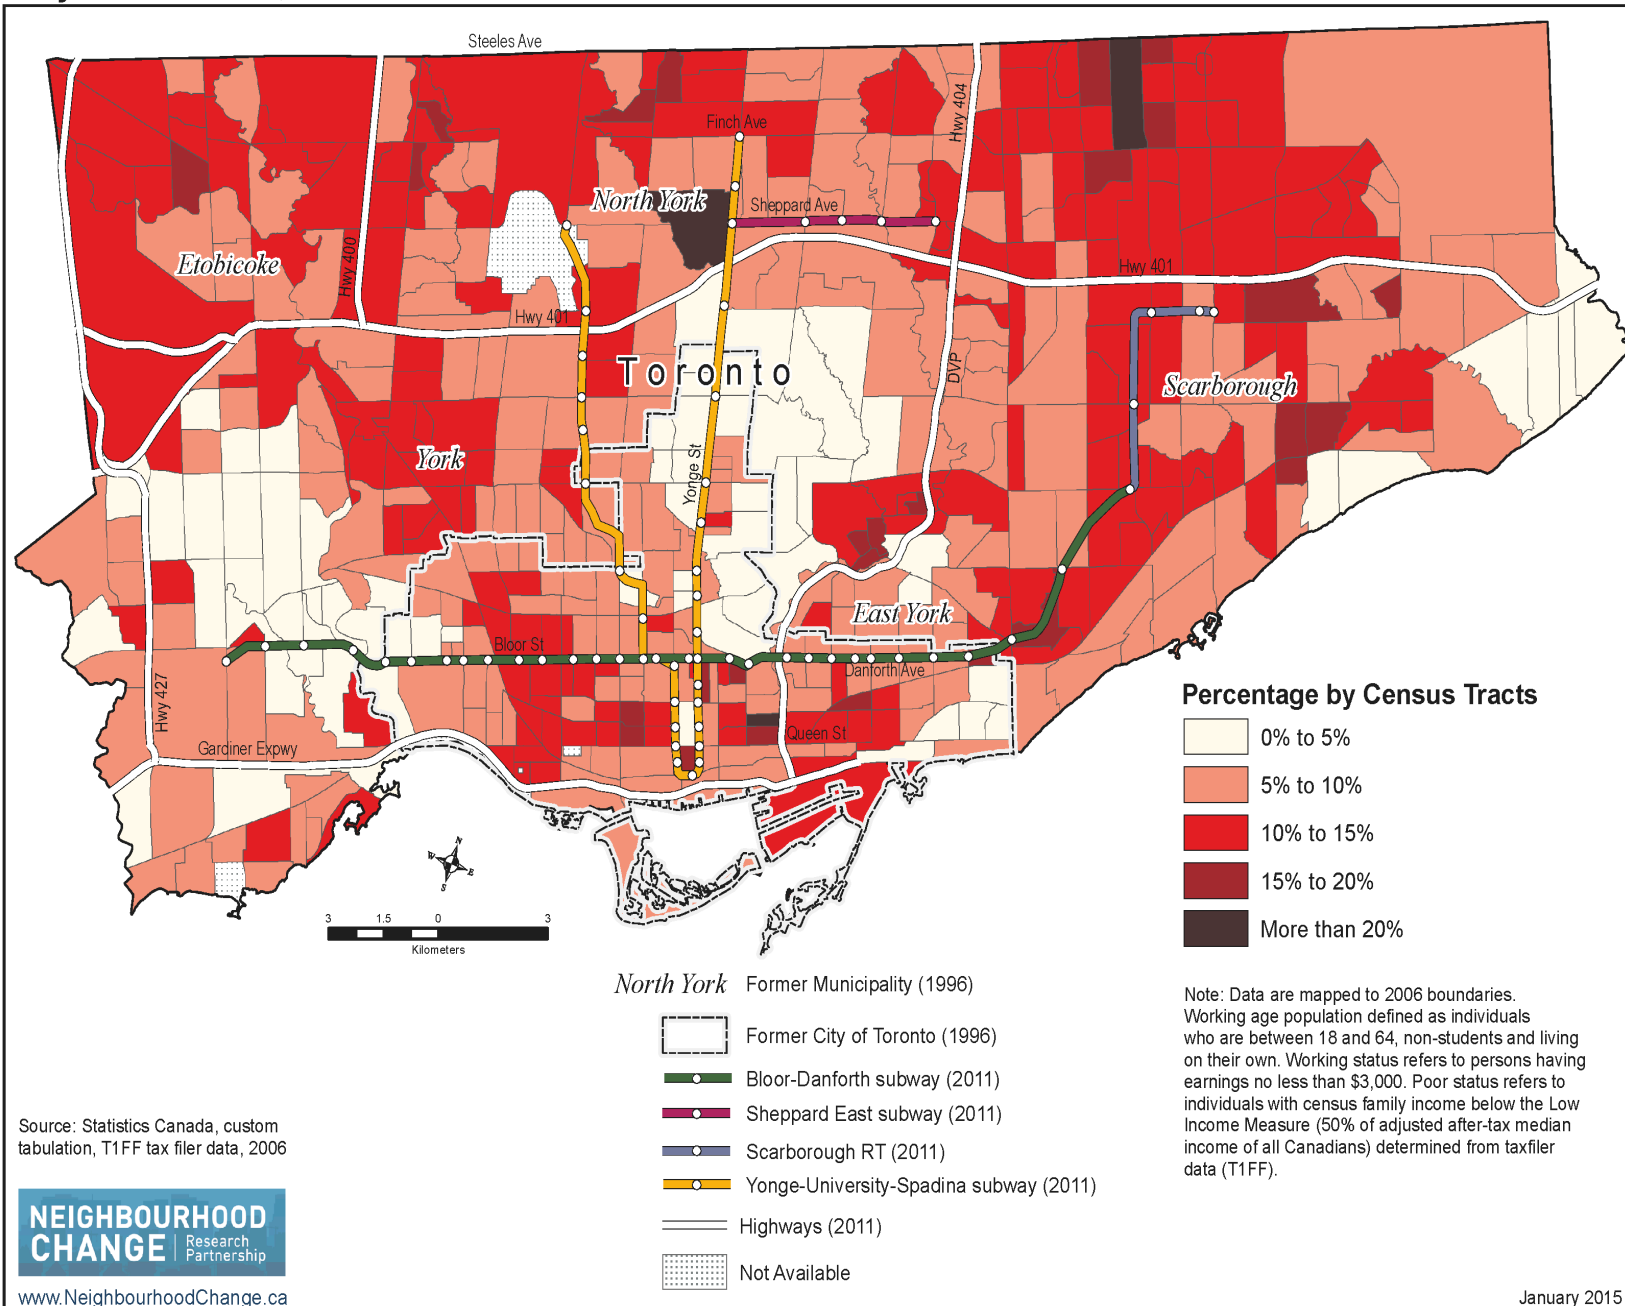 Steeles Ave
Finch Ave
Hwy 404
North York
Sheppard Ave
Etobicoke
Hwy 400
Hwy 401
Hwy 401
Toronto
DVP
Scarborough
York
Yonge St
East York
Bloor St
Danforth Ave
Hwy 427
Queen St
Gardiner Expwy
N
W
E
S
3 1.5 0 3
Kilometers
Percentage by Census Tracts
0% to 5%
5% to 10%
10% to 15%
15% to 20%
More than 20%
North York Former Municipality (1996)
Former City of Toronto (1996)
Bloor-Danforth subway (2011)
Sheppard East subway (2011)
Scarborough RT (2011)
Yonge-University-Spadina subway (2011)
Highways (2011)
Not Available
Note: Data are mapped to 2006 boundaries.
Working age population defined as individuals
who are between 18 and 64, non-students and living
on their own. Working status refers to persons having
earnings no less than $3,000. Poor status refers to
individuals with census family income below the Low
Income Measure (50% of adjusted after-tax median
income of all Canadians) determined from taxfiler
data (T1FF).
Source: Statistics Canada, custom
tabulation, T1FF tax filer data, 2006
NEIGHBOURHOOD
CHANGE Research
Partnership
www.NeighbourhoodChange.ca
January 2015